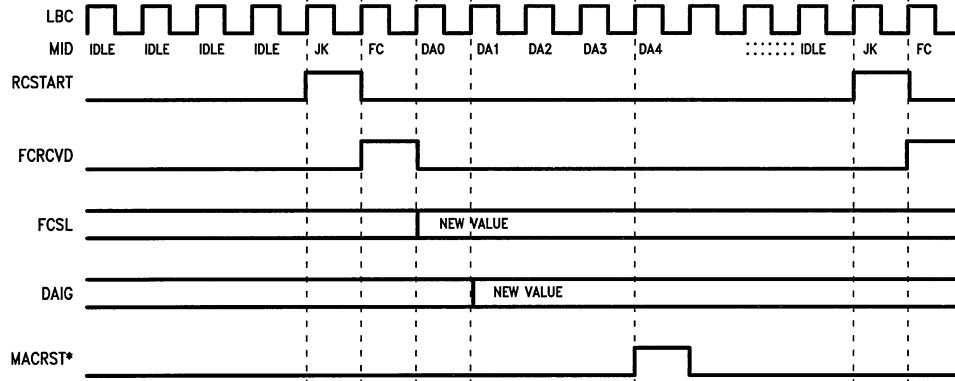 LBC
MID IDLE IDLE IDLE IDLE JK FC DA0 DA1 DA2 DA3 DA4 IDLE JK FC
RCSTART
FCRCVD
FCSL NEW VALUE
DAIG NEW VALUE
MACRST*